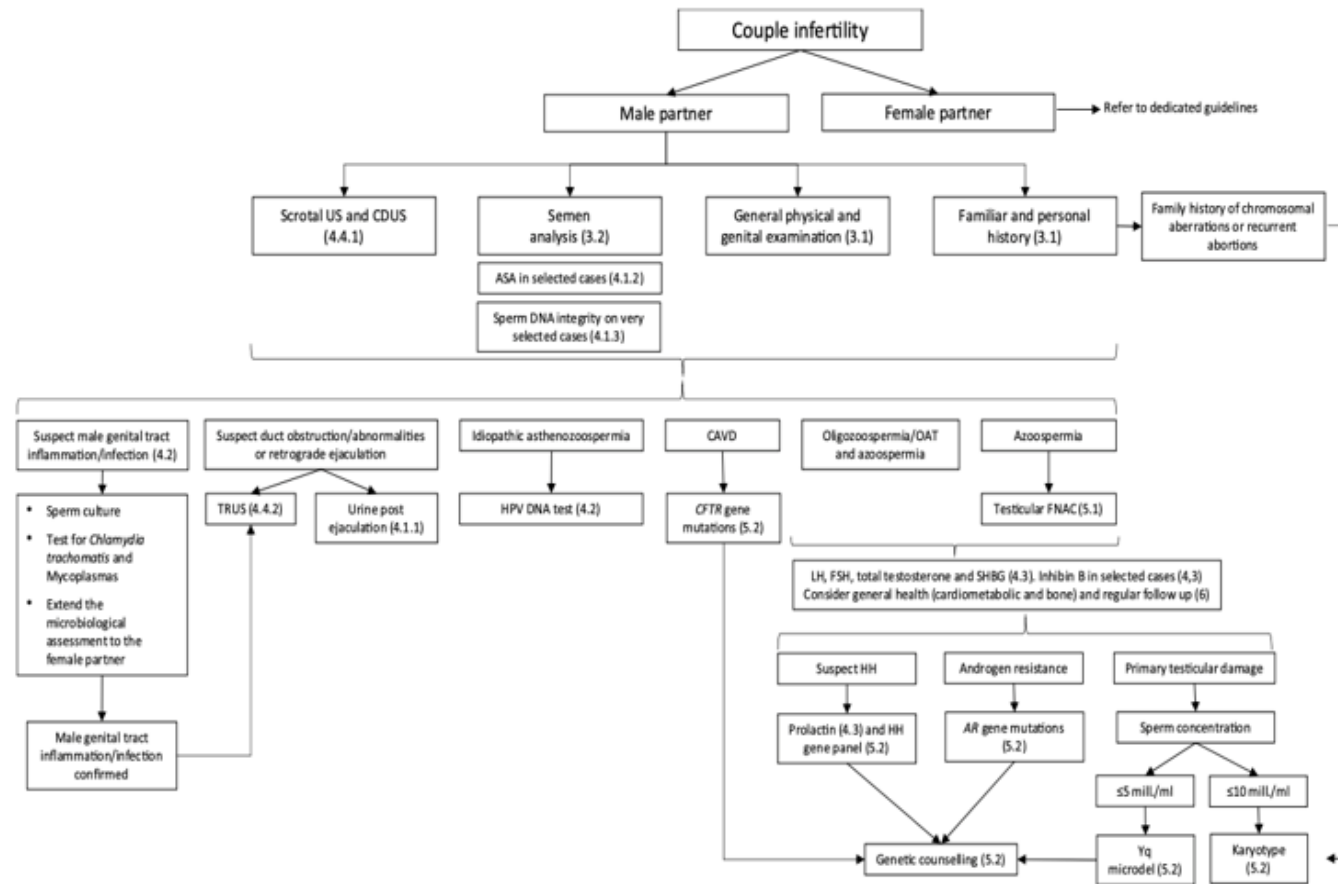 Couple infertility
Male partner
Female partner
Refer to dedicated guidelines
Scrotal US and CDUS
(4.4.1)
Semen
analysis (3.2)
General physical and
genital examination (3.1)
Familiar and personal
history (3.1)
Family history of chromosomal
aberrations or recurrent
abortions
ASA in selected cases (4.1.2)
Sperm DNA integrity on very
selected cases (4.1.3)
Suspect male genital tract
inflammation/infection (4.2)
Suspect duct obstruction/abnormalities
or retrograde ejaculation
Idiopathic asthenozoospermia
CAVD
Oligozoospermia/OAT
and azoospermia
Azoospermia
* Sperm culture
* Test for Chlamydia
trachomatis and
Mycoplasmas
* Extend the
microbiological
assessment to the
female partner
TRUS (4.4.2)
Urine post
ejaculation (4.1.1)
HPV DNA test (4.2)
CFTR gene
mutations (5.2)
Testicular FNAC (5.1)
LH, FSH, total testosterone and SHBG (4.3). Inhibin B in selected cases (4,3)
Consider general health (cardiometabolic and bone) and regular follow up (6)
Suspect HH
Androgen resistance
Primary testicular damage
Prolactin (4.3) and HH
gene panel (5.2)
AR gene mutations
(5.2)
Sperm concentration
Male genital tract
inflammation/infection
confirmed
≤5 mill./ml
≤10 mill./ml
Genetic counselling (5.2)
Yq
microdel (5.2)
Karyotype
(5.2)